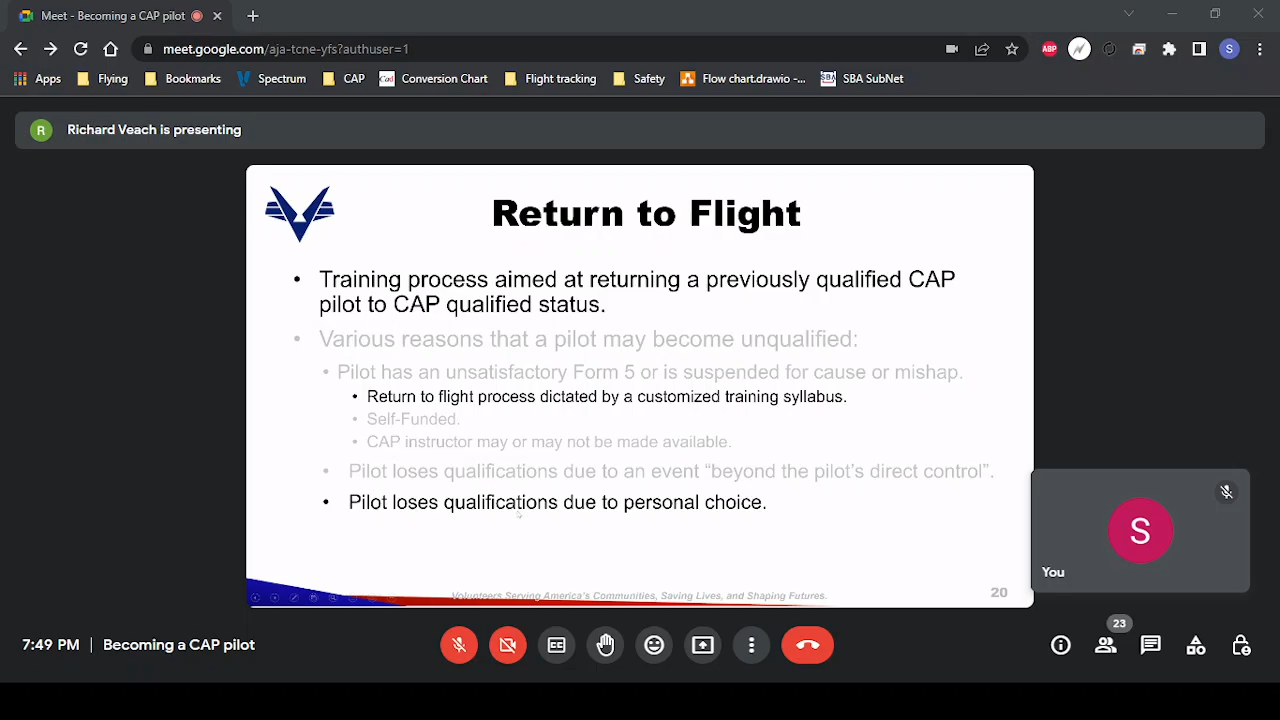 Meet - Becoming a CAP pilot
meet.google.com/aja-tcne-yfs?authuser=1
ABP
S
Apps
Flying
Bookmarks
Spectrum
CAP
Cad
Conversion Chart
Flight tracking
Safety
Flow chart.drawio -...
SBA
SBA SubNet
R
Richard Veach is presenting
Return to Flight
• Training process aimed at returning a previously qualified CAP
pilot to CAP qualified status.
• Various reasons that a pilot may become unqualified:
• Pilot has an unsatisfactory Form 5 or is suspended for cause or mishap.
• Return to flight process dictated by a customized training syllabus.
• Self-Funded.
• CAP instructor may or may not be made available.
• Pilot loses qualifications due to an event “beyond the pilot’s direct control”.
• Pilot loses qualifications due to personal choice.
Volunteers Serving America's Communities, Saving Lives, and Shaping Futures.
20
S
You
7:49 PM | Becoming a CAP pilot
CC
23